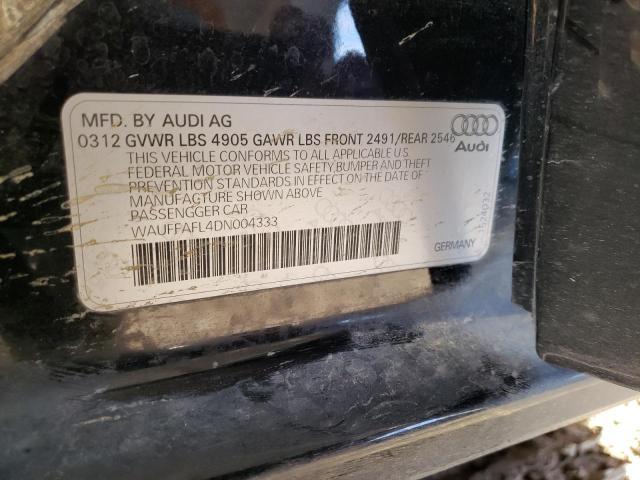 MFD. BY AUDI AG
0312 GVWR LBS 4905 GAWR LBS FRONT 2491/REAR 2546
Audi
THIS VEHICLE CONFORMS TO ALL APPLICABLE U.S.
FEDERAL MOTOR VEHICLE SAFETY,BUMPER AND THEFT
PREVENTION STANDARDS IN EFFECT ON THE DATE OF
MANUFACTURE SHOWN ABOVE
PASSENGGER CAR
WAUFFAFL4DN004333
GERMANY